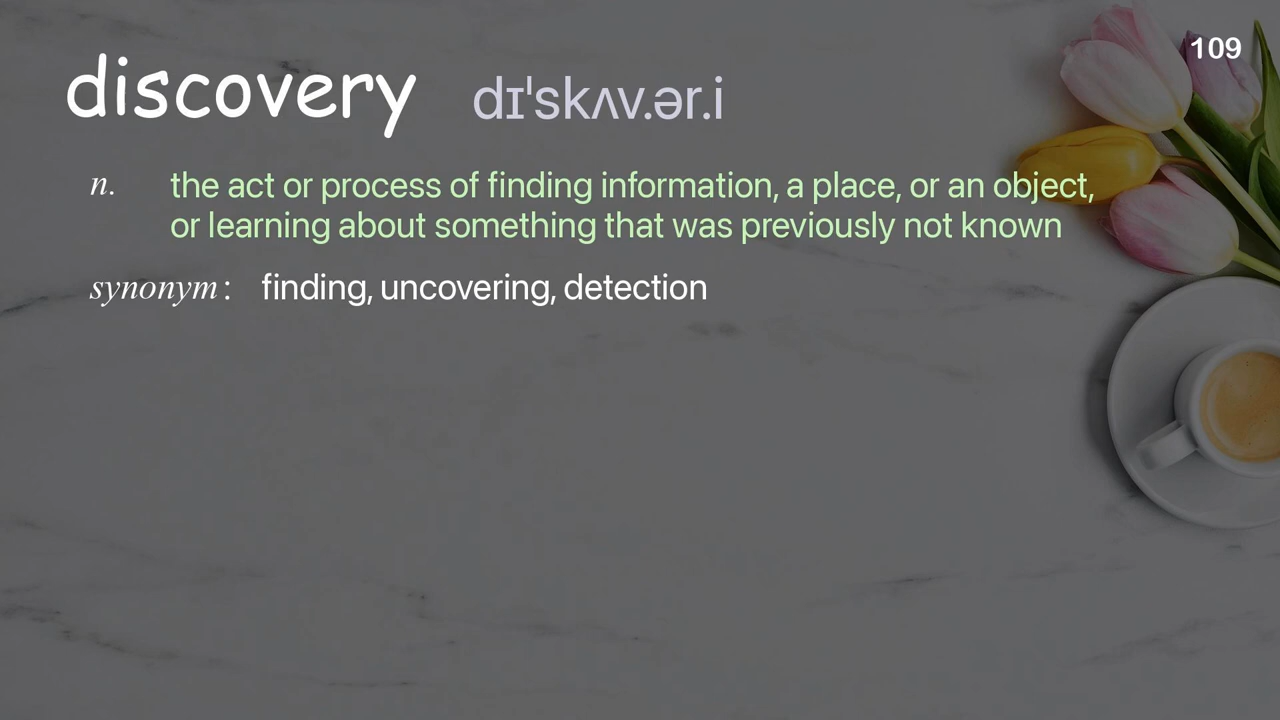 109
discovery dɪˈskʌv.ər.i
n. the act or process of finding information, a place, or an object,
or learning about something that was previously not known
synonym : finding, uncovering, detection